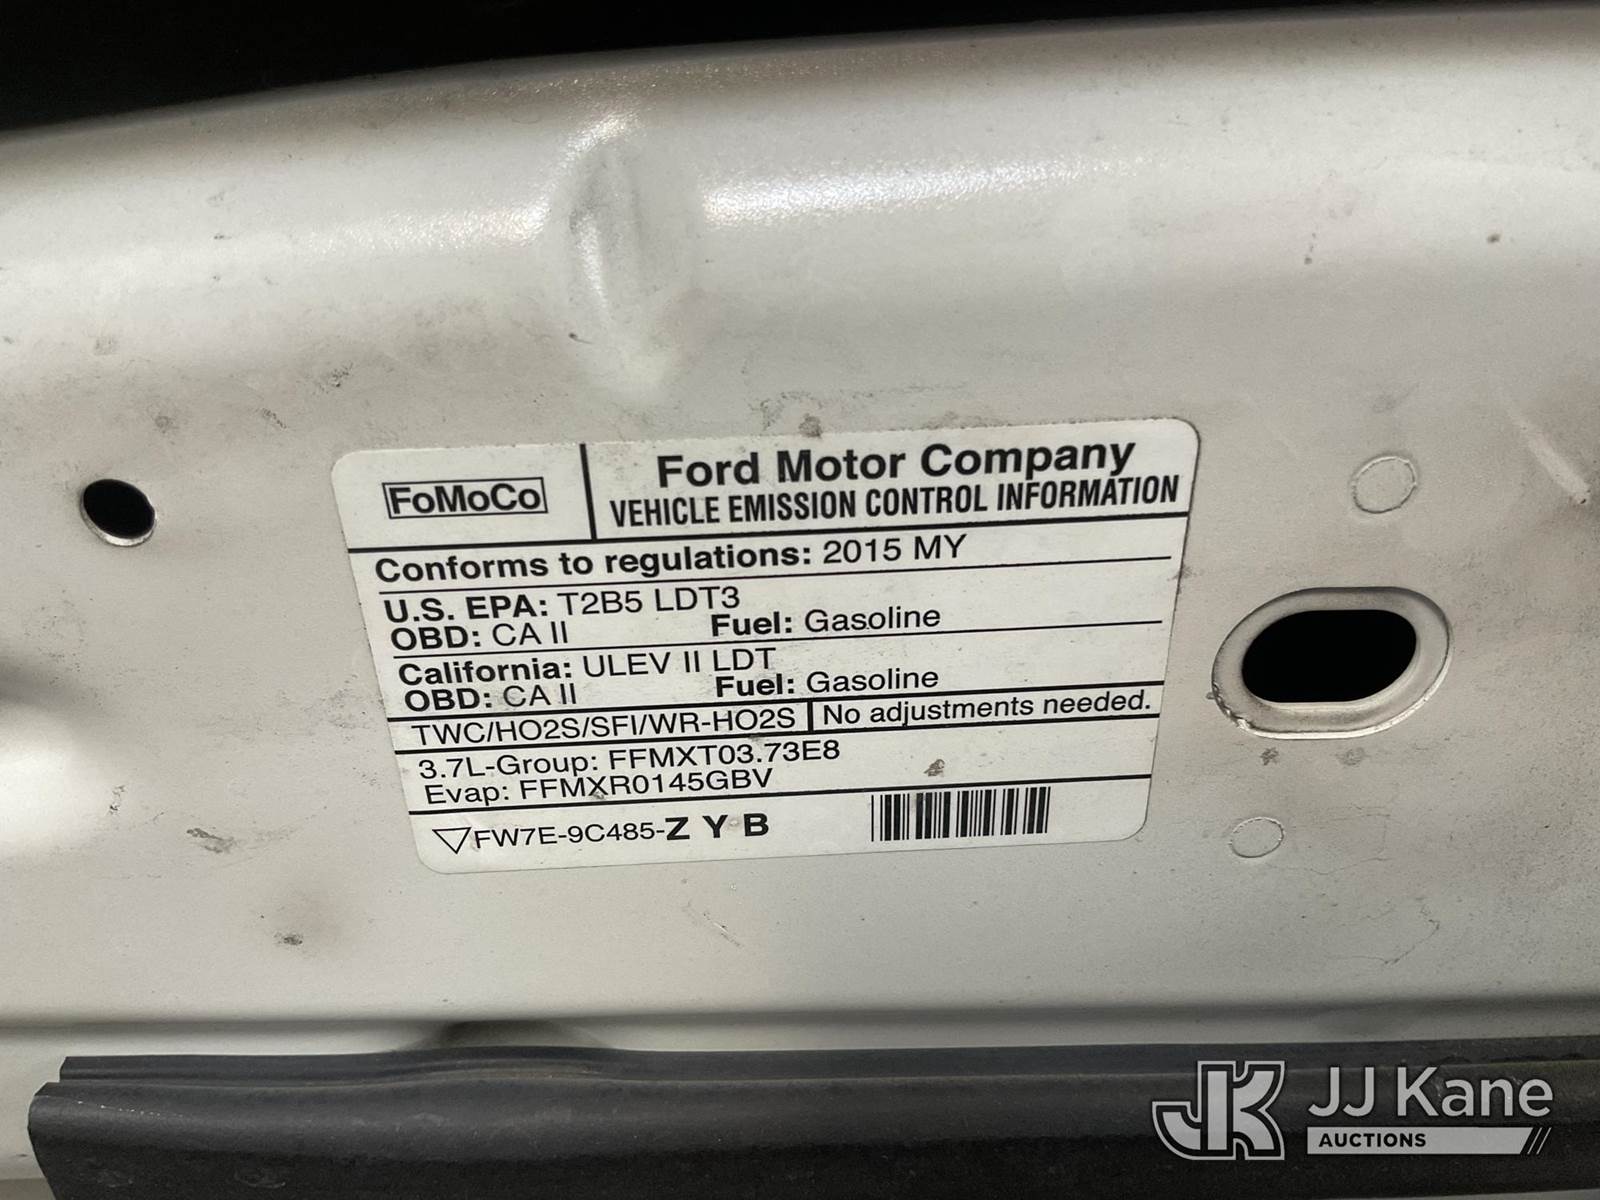 FoMoCo
Ford Motor Company
VEHICLE EMISSION CONTROL INFORMATION
Conforms to regulations: 2015 MY
U.S. EPA: T2B5 LDT3
OBD: CA II Fuel: Gasoline
California: ULEV II LDT
OBD: CA II Fuel: Gasoline
TWC/HO2S/SFI/WR-HO2S No adjustments needed.
3.7L-Group: FFMXT03.73E8
Evap: FFMXR0145GBV
FW7E-9C485-Z Y B
JK JJ Kane
AUCTIONS